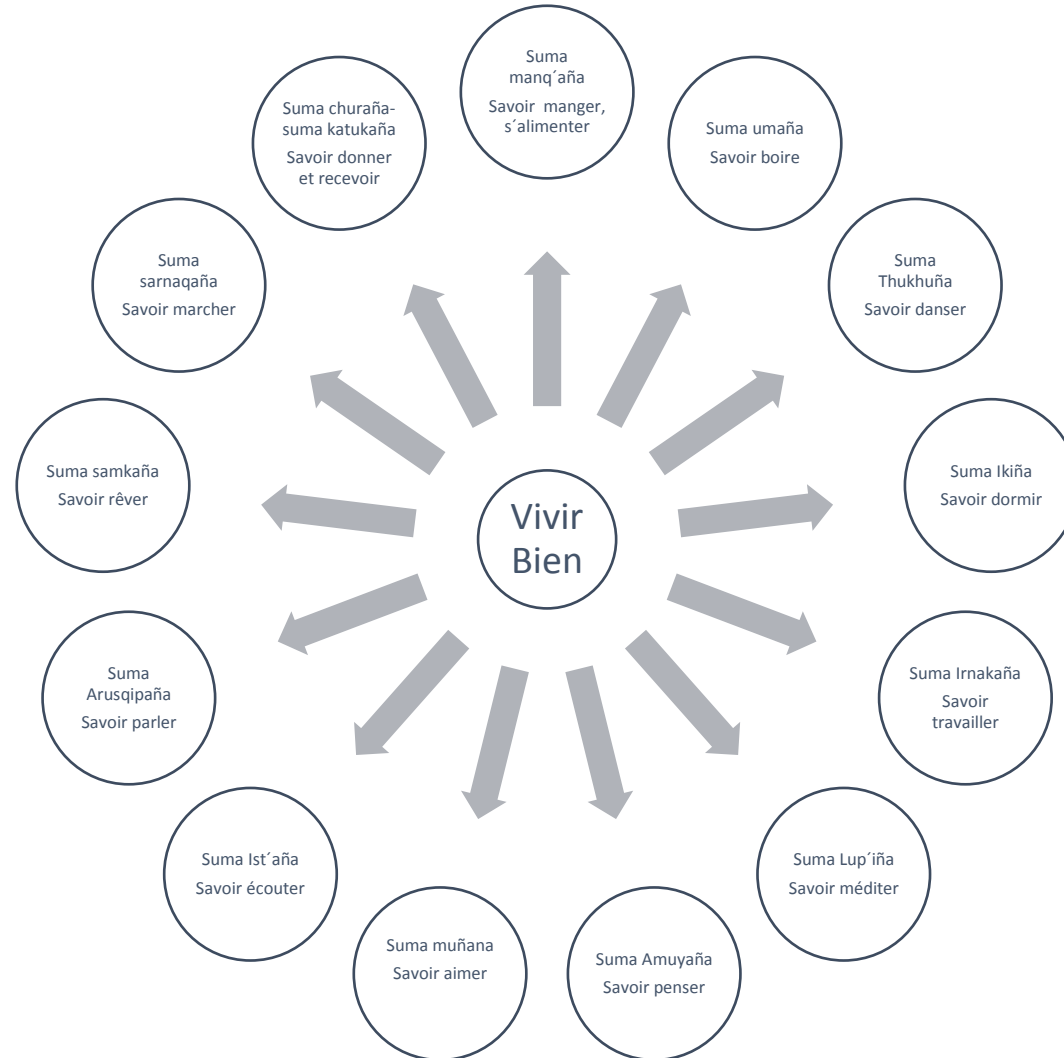 Suma
manq´aña
Savoir manger,
s´alimenter
Suma umaña
Savoir boire
Suma
Thukhuña
Savoir danser
Suma Ikiña
Savoir dormir
Suma Irnakaña
Savoir
travailler
Suma Lup´iña
Savoir méditer
Suma Amuyaña
Savoir penser
Suma muñana
Savoir aimer
Suma Ist´aña
Savoir écouter
Suma
Arusqipaña
Savoir parler
Suma samkaña
Savoir rêver
Suma
sarnaqaña
Savoir marcher
Suma churaña-
suma katukaña
Savoir donner
et recevoir
Vivir
Bien